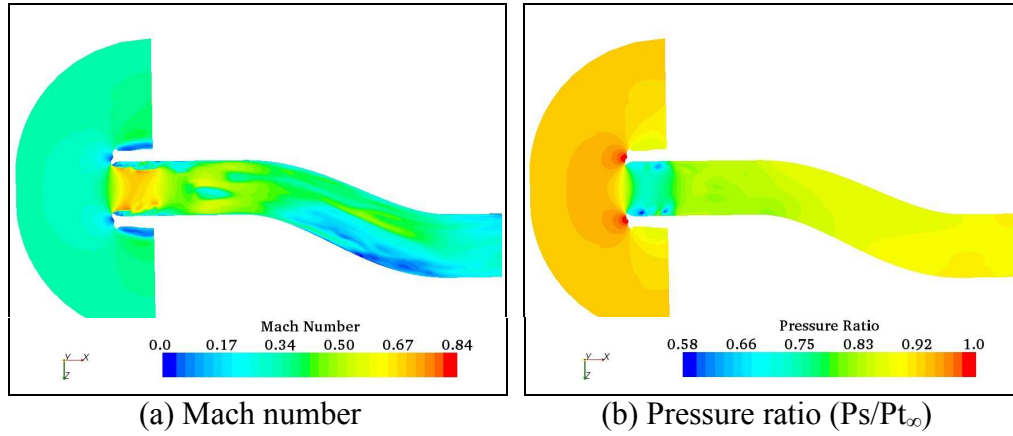 Mach Number
0.0 0.17 0.34 0.50 0.67 0.84
Y X
Z
(a) Mach number
Pressure Ratio
0.58 0.66 0.75 0.83 0.92 1.0
Y X
Z
(b) Pressure ratio (Ps/Pt∞)